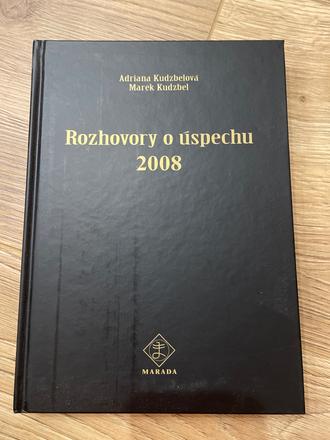 Adriana Kudzbelová
Marek Kudzbel
Rozhovory o úspechu
2008
MARADA